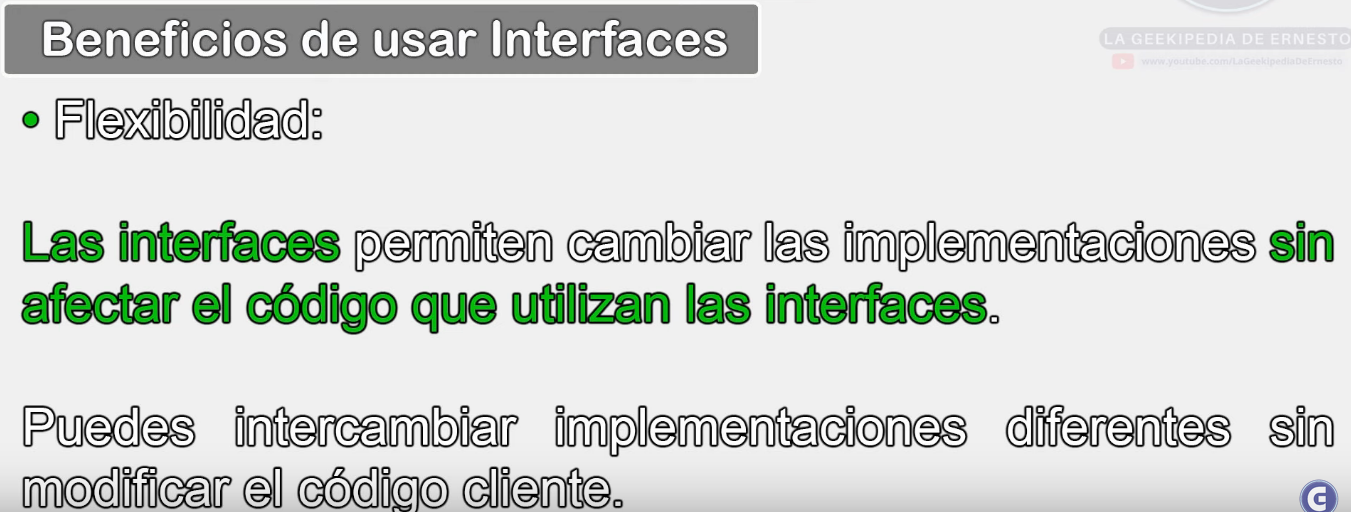 Beneficios de usar Interfaces
LA GEEKIPEDIA DE ERNESTO
www.youtube.com/LaGeekipediaDeErnesto
• Flexibilidad:
Las interfaces permiten cambiar las implementaciones sin
afectar el código que utilizan las interfaces.
Puedes intercambiar implementaciones diferentes sin
modificar el código cliente.
G